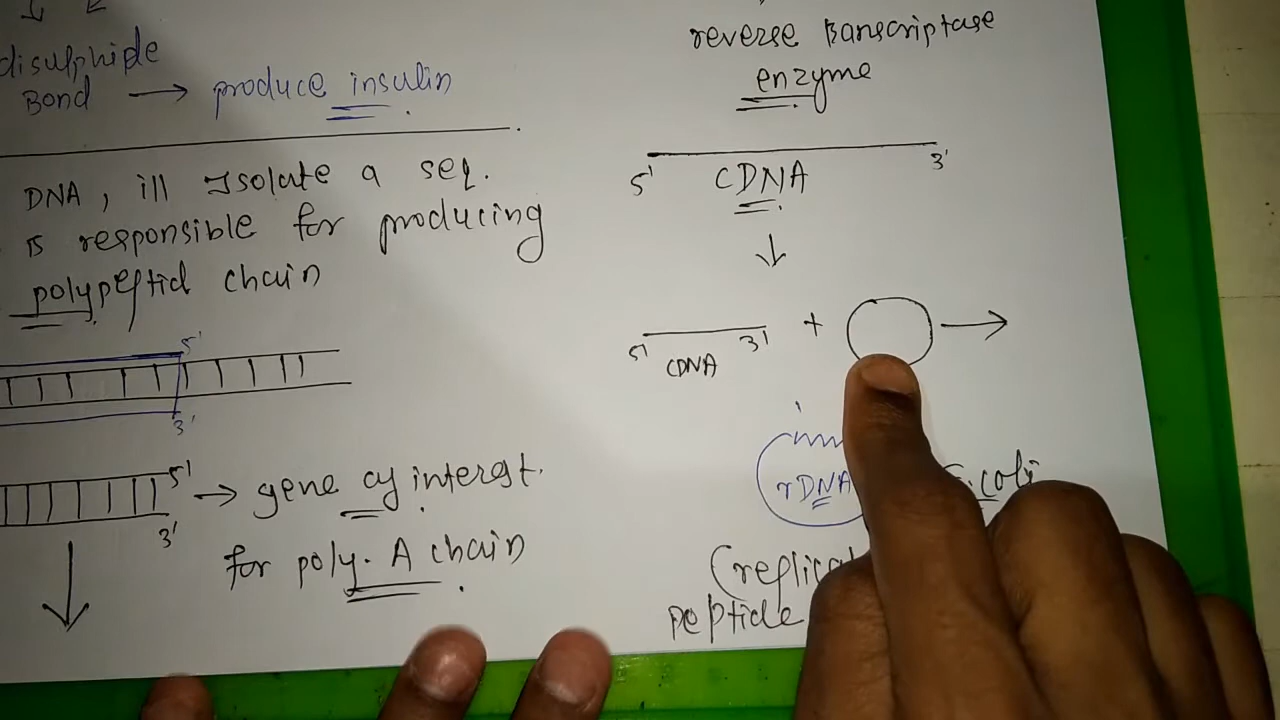 disulphide
Bond → produce insulin
DNA, ill Isolate a seq.
is responsible for producing
polypeptid chain
5'
3'
5'
3'
→ gene of interest.
for poly. A chain
reverse transcriptase
enzyme
5' 3'
CDNA
↓
5' 3' + →
CDNA
rDNA E.coli
peptide